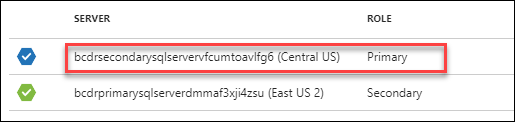 SERVER ROLE
bcdrsecondarysqlservervfcumtoavlfg6 (Central US) Primary
bcdrprimarysqlserverdmmaf3xji4zsu (East US 2) Secondary